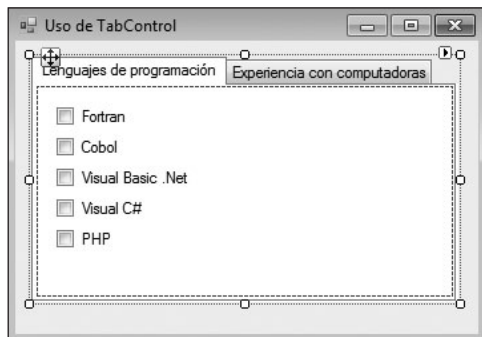 Uso de TabControl
Lenguajes de programación
Experiencia con computadoras
Fortran
Cobol
Visual Basic .Net
Visual C#
PHP